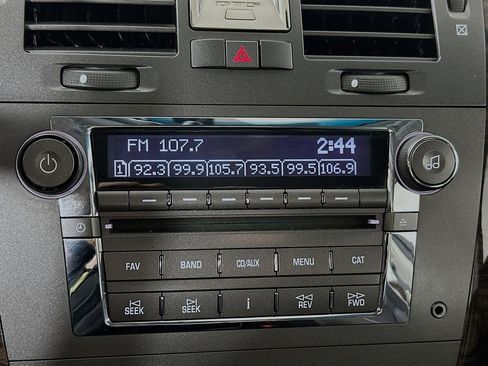 FM 107.7 2:44
1 92.3 99.9 105.7 93.5 99.5 106.9
FAV BAND CD/AUX MENU CAT
SEEK SEEK i REV FWD